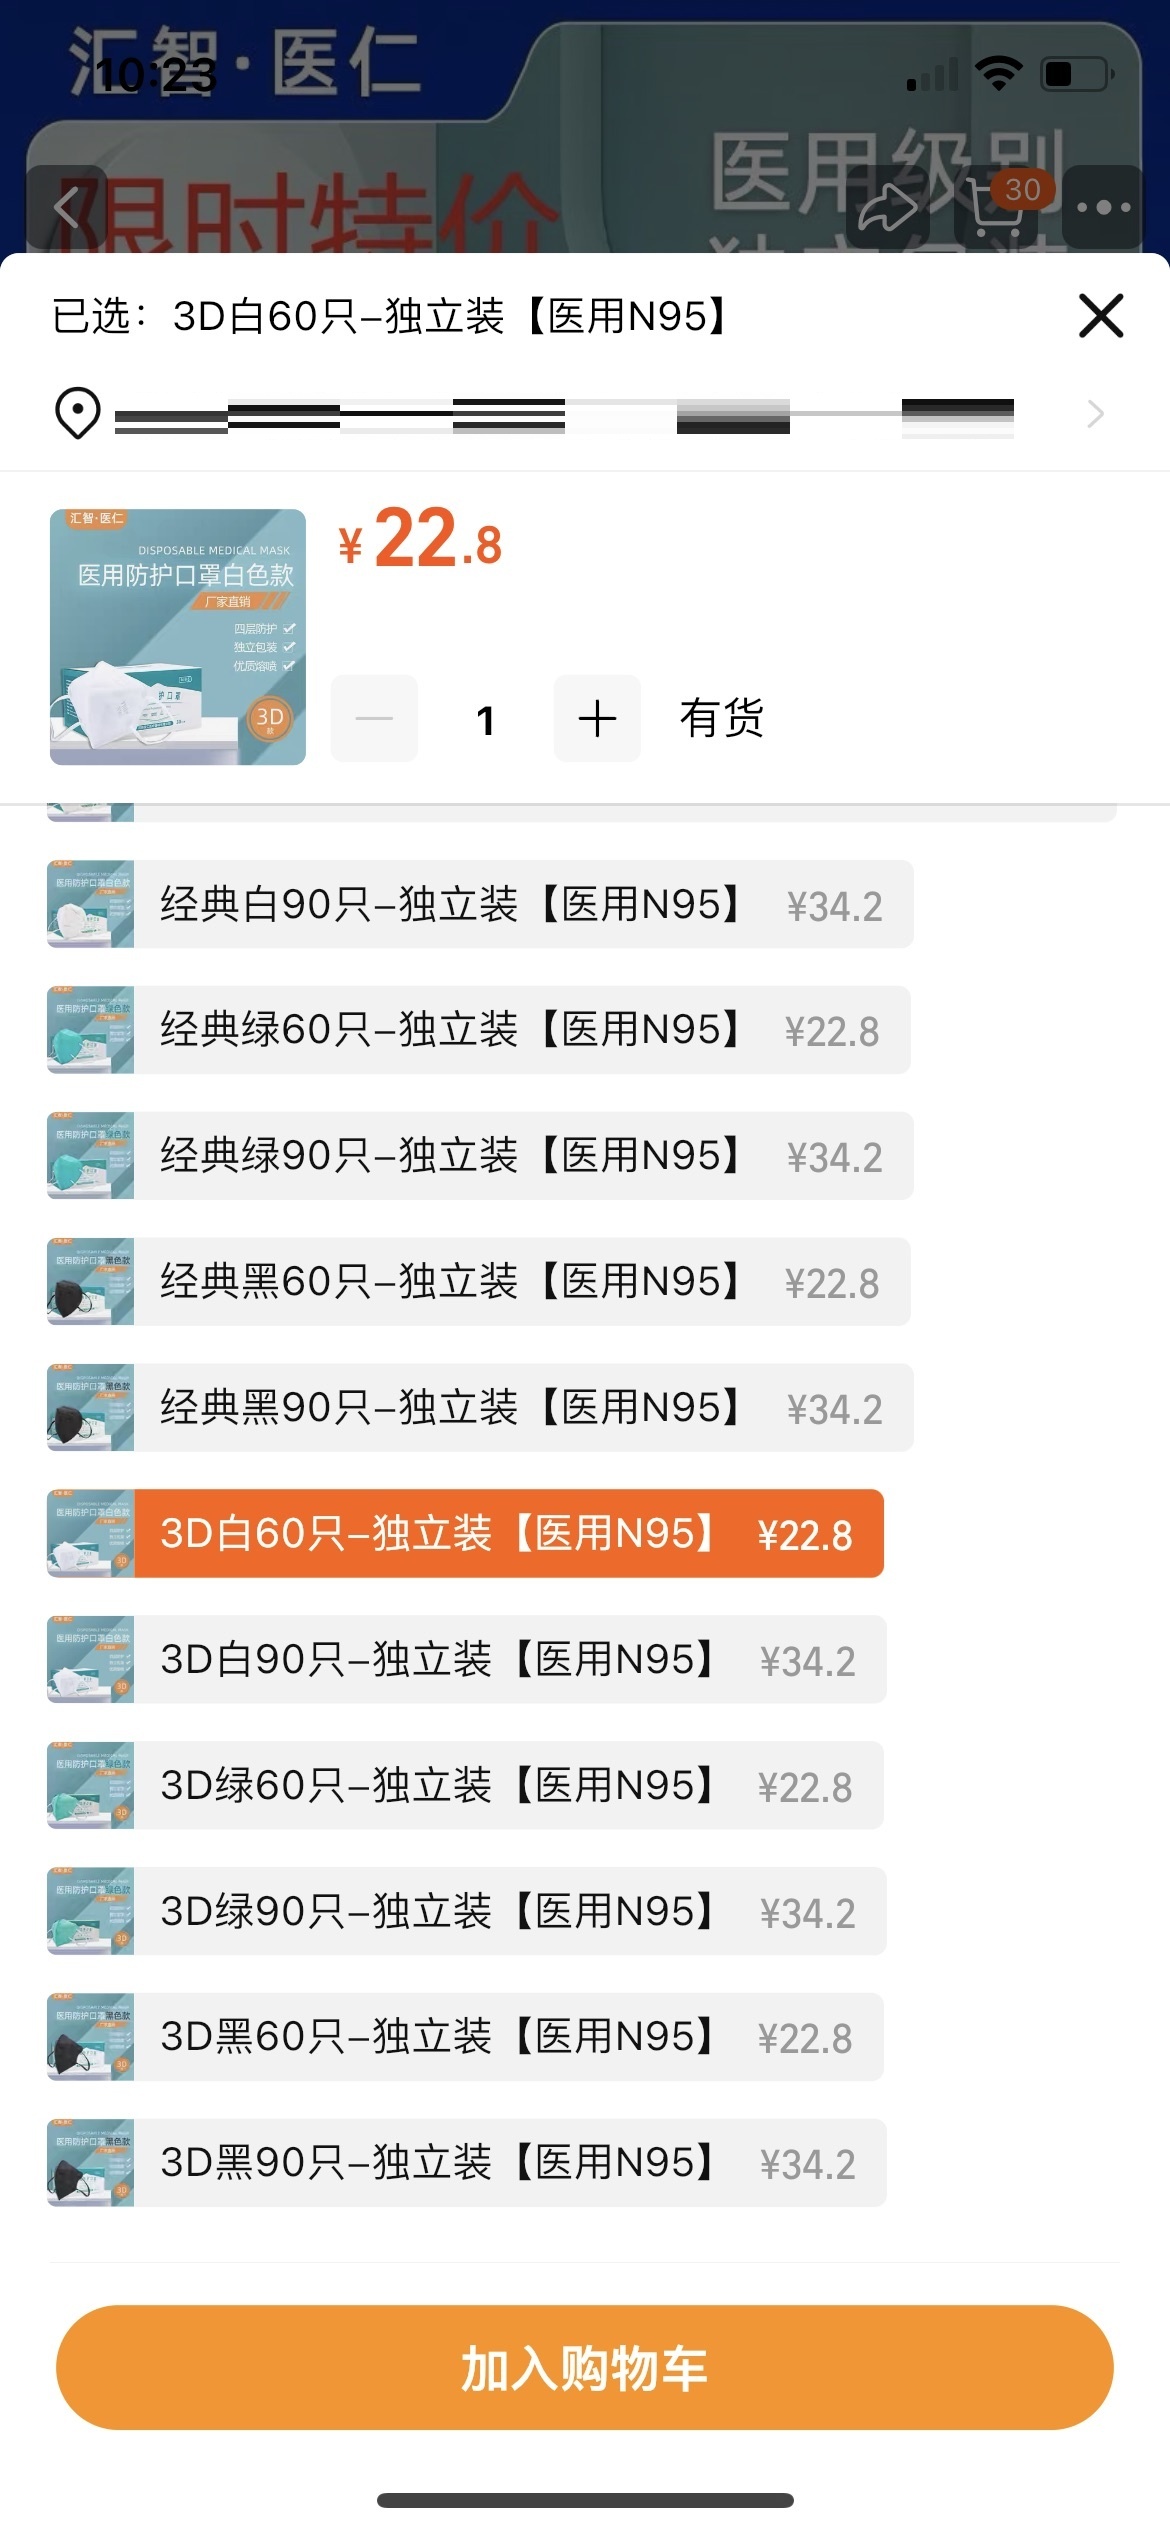 汇智·医仁
10:23
医用级别
限时特价
30
已选：3D白60只-独立装【医用N95】
汇智·医仁
DISPOSABLE MEDICAL MASK
医用防护口罩白色款
厂家直销
四层防护
独立包装
优质熔喷
3D
款
¥22.8
1
有货
经典白90只-独立装【医用N95】 ¥34.2
经典绿60只-独立装【医用N95】 ¥22.8
经典绿90只-独立装【医用N95】 ¥34.2
经典黑60只-独立装【医用N95】 ¥22.8
经典黑90只-独立装【医用N95】 ¥34.2
3D白60只-独立装【医用N95】 ¥22.8
3D白90只-独立装【医用N95】 ¥34.2
3D绿60只-独立装【医用N95】 ¥22.8
3D绿90只-独立装【医用N95】 ¥34.2
3D黑60只-独立装【医用N95】 ¥22.8
3D黑90只-独立装【医用N95】 ¥34.2
加入购物车